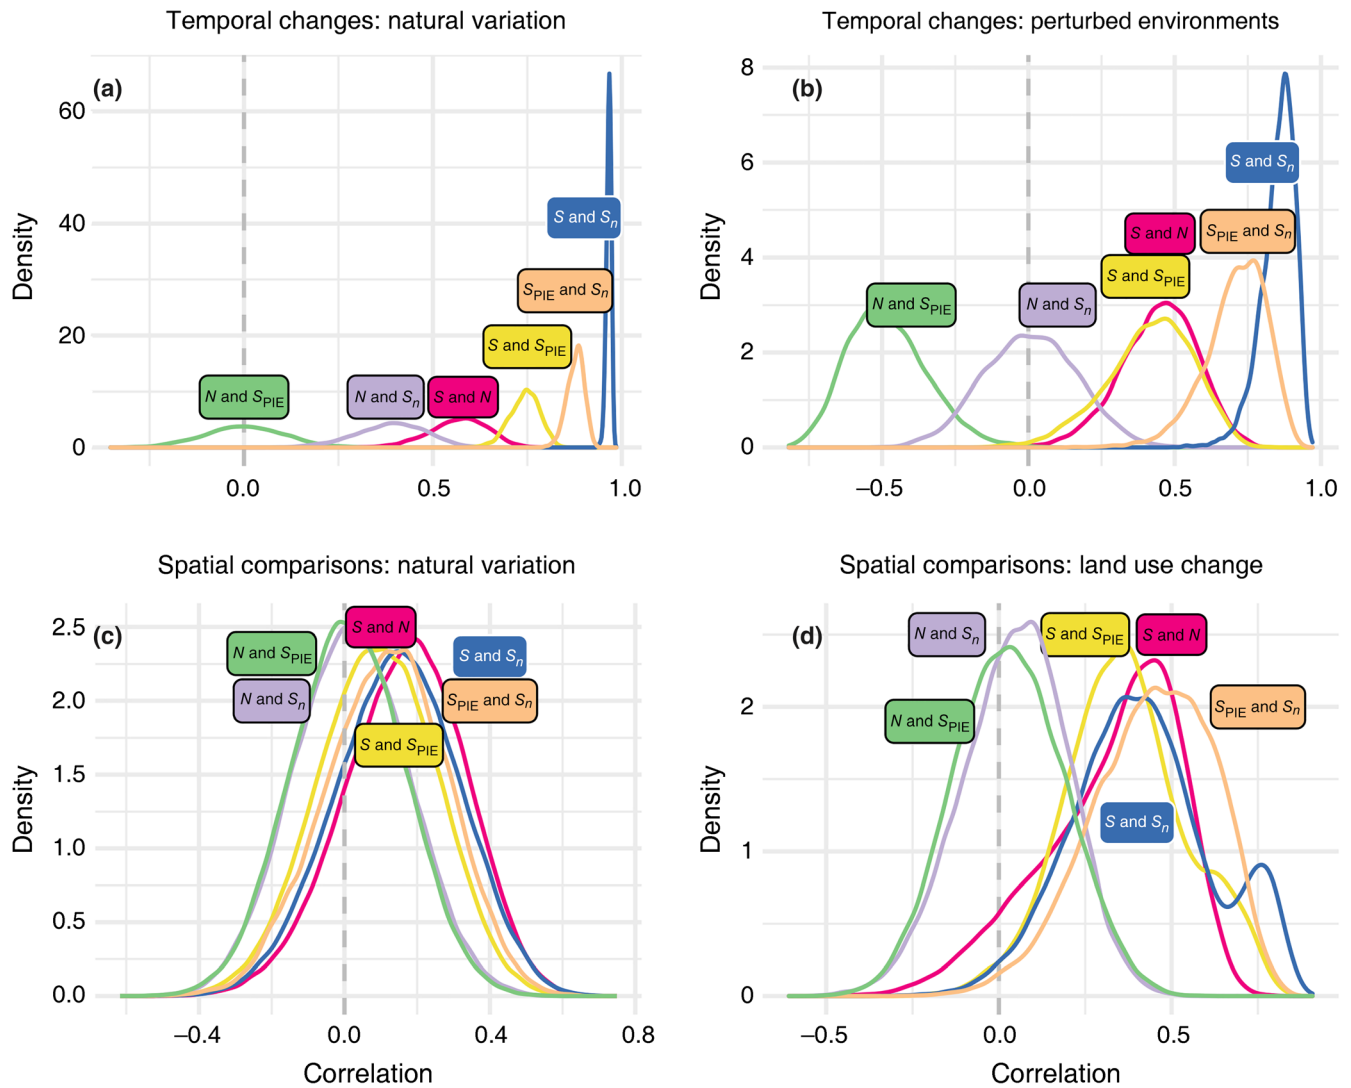 Temporal changes: natural variation
(a)
Density
60
40
20
0
S and Sn
SPIE and Sn
S and SPIE
N and SPIE
N and Sn
S and N
0.0
0.5
1.0
Temporal changes: perturbed environments
(b)
Density
8
6
4
2
0
S and Sn
S and N
SPIE and Sn
S and SPIE
N and SPIE
N and Sn
–0.5
0.0
0.5
1.0
Spatial comparisons: natural variation
(c)
Density
2.5
2.0
1.5
1.0
0.5
0.0
S and N
N and SPIE
S and Sn
N and Sn
SPIE and Sn
S and SPIE
–0.4
0.0
0.4
0.8
Correlation
Spatial comparisons: land use change
(d)
Density
2
1
0
N and Sn
S and SPIE
S and N
N and SPIE
SPIE and Sn
S and Sn
–0.5
0.0
0.5
Correlation